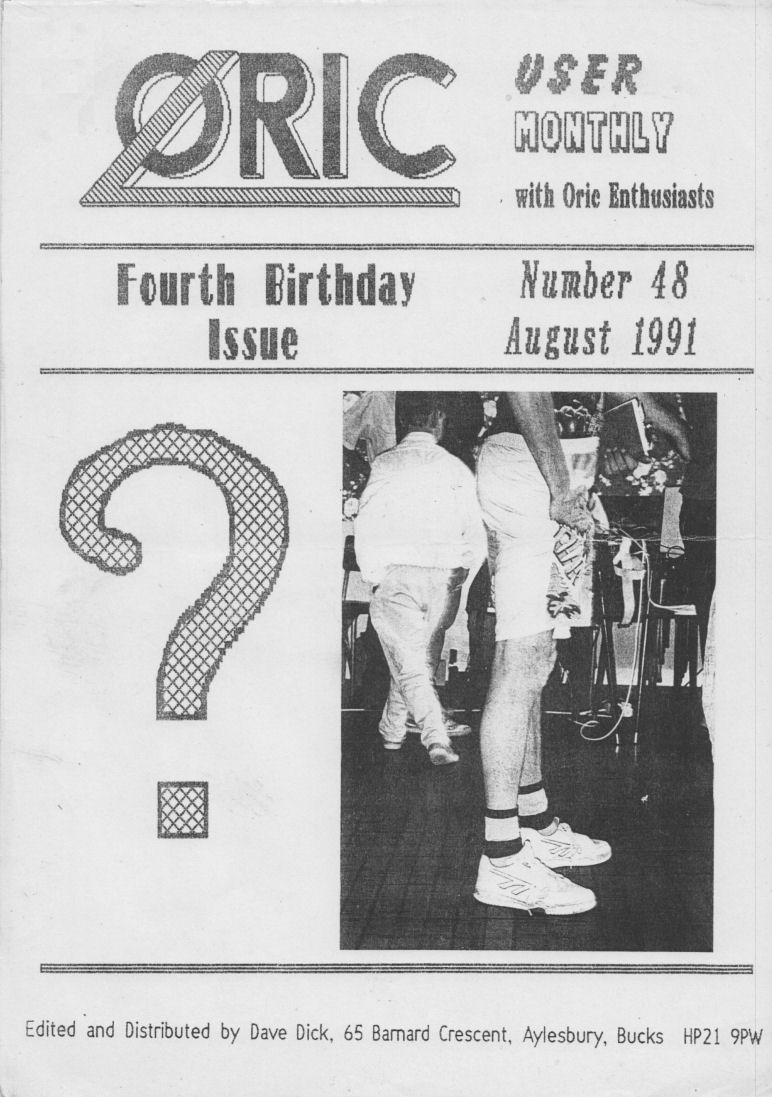 ORIC
USER
MONTHLY
with Oric Enthusiasts
Fourth Birthday
Issue
Number 48
August 1991
?
Edited and Distributed by Dave Dick, 65 Barnard Crescent, Aylesbury, Bucks HP21 9PW